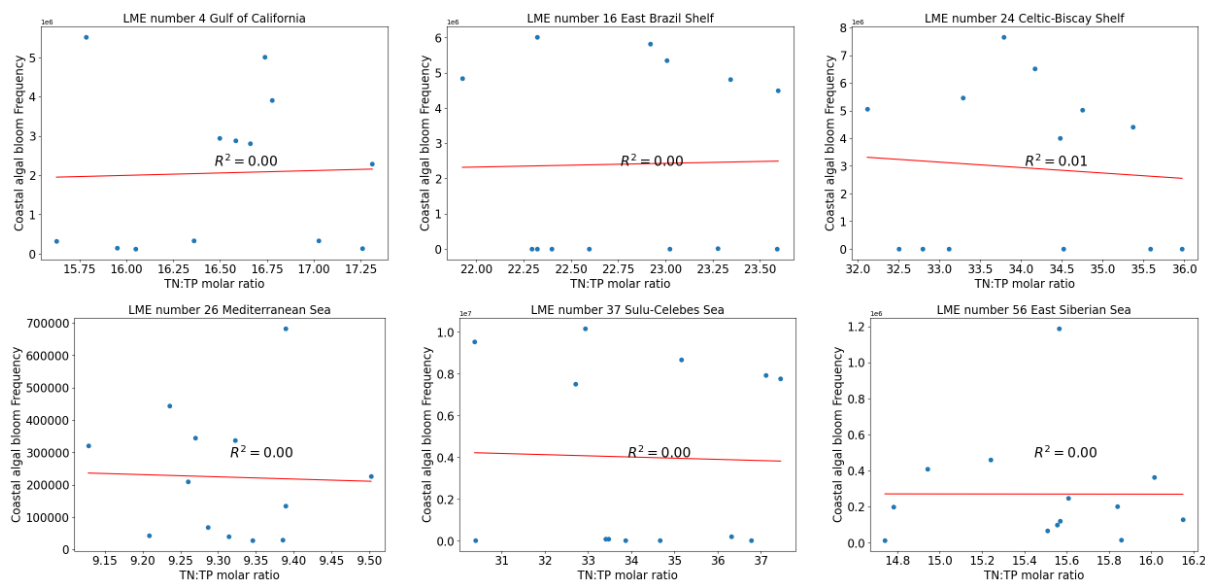 LME number 4 Gulf of California
1e6
Coastal algal bloom Frequency
5
4
3
2
1
0
R² = 0.00
15.75 16.00 16.25 16.50 16.75 17.00 17.25
TN:TP molar ratio
LME number 16 East Brazil Shelf
1e6
Coastal algal bloom Frequency
6
5
4
3
2
1
0
R² = 0.00
22.00 22.25 22.50 22.75 23.00 23.25 23.50
TN:TP molar ratio
LME number 24 Celtic-Biscay Shelf
1e6
Coastal algal bloom Frequency
8
7
6
5
4
3
2
1
0
R² = 0.01
32.0 32.5 33.0 33.5 34.0 34.5 35.0 35.5 36.0
TN:TP molar ratio
LME number 26 Mediterranean Sea
Coastal algal bloom Frequency
700000
600000
500000
400000
300000
200000
100000
0
R² = 0.00
9.15 9.20 9.25 9.30 9.35 9.40 9.45 9.50
TN:TP molar ratio
LME number 37 Sulu-Celebes Sea
1e7
Coastal algal bloom Frequency
1.0
0.8
0.6
0.4
0.2
0.0
R² = 0.00
31 32 33 34 35 36 37
TN:TP molar ratio
LME number 56 East Siberian Sea
1e6
Coastal algal bloom Frequency
1.2
1.0
0.8
0.6
0.4
0.2
0.0
R² = 0.00
14.8 15.0 15.2 15.4 15.6 15.8 16.0 16.2
TN:TP molar ratio